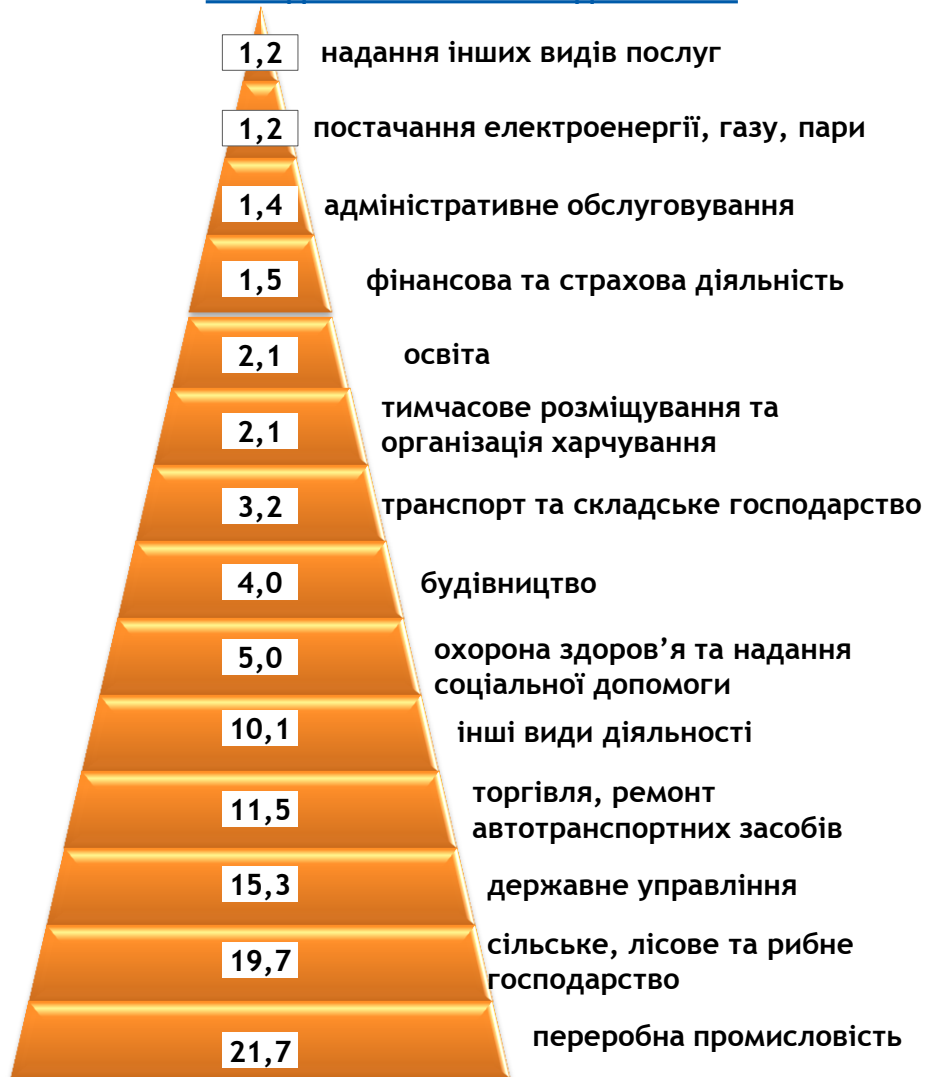 1,2 надання інших видів послуг
1,2 постачання електроенергії, газу, пари
1,4 адміністративне обслуговування
1,5 фінансова та страхова діяльність
2,1 освіта
2,1 тимчасове розміщування та
організація харчування
3,2 транспорт та складське господарство
4,0 будівництво
5,0 охорона здоров’я та надання
соціальної допомоги
10,1 інші види діяльності
11,5 торгівля, ремонт
автотранспортних засобів
15,3 державне управління
19,7 сільське, лісове та рибне
господарство
21,7 переробна промисловість